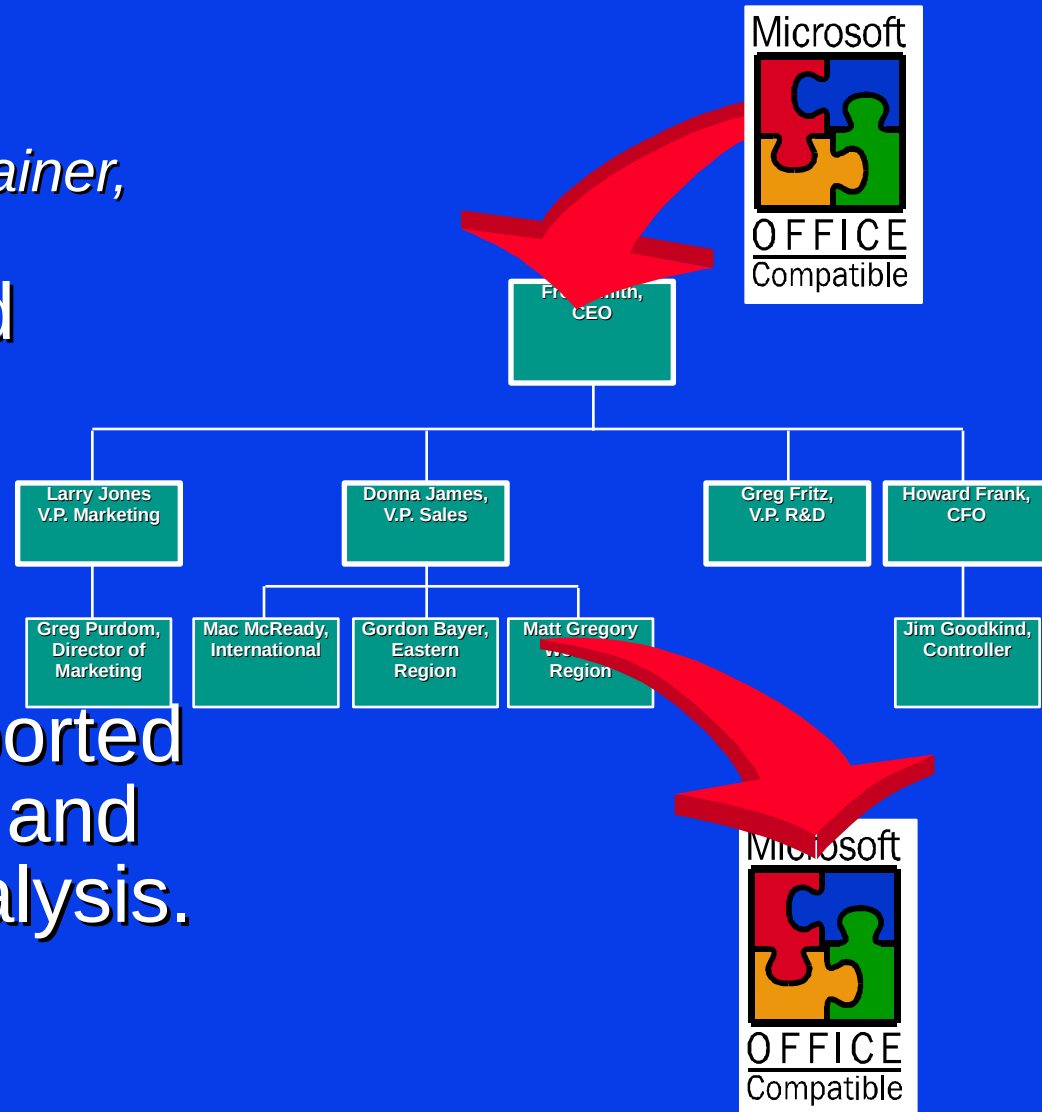 Microsoft
OFFICE
Compatible
ainer,
d
CEO
Larry Jones
V.P. Marketing
Donna James,
V.P. Sales
Greg Fritz,
V.P. R&D
Howard Frank,
CFO
Greg Purdom,
Director of
Marketing
Mac McReady,
International
Gordon Bayer,
Eastern
Region
Matt Gregory
Region
Jim Goodkind,
Controller
orted
and
alysis.
Microsoft
OFFICE
Compatible